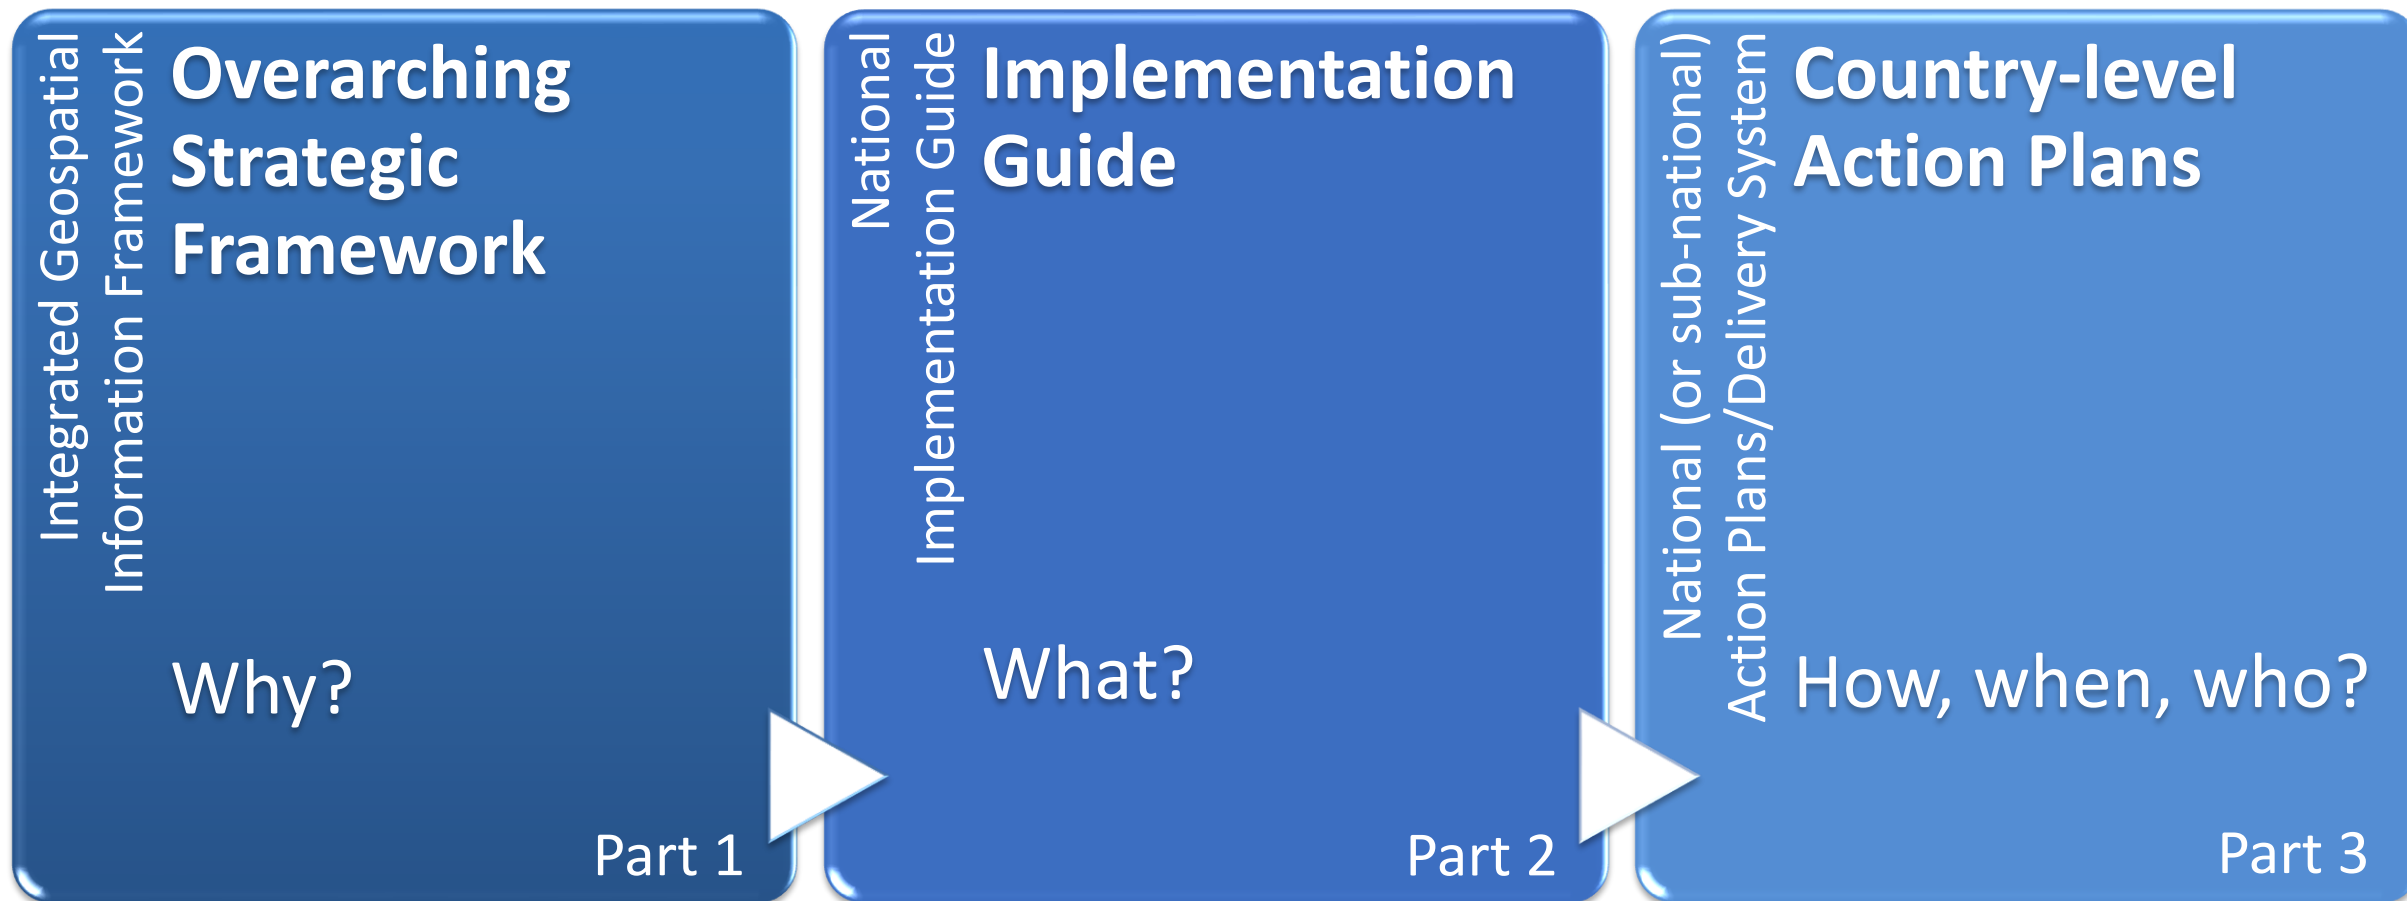 Integrated Geospatial
Information Framework
Overarching
Strategic
Framework
Why?
Part 1
National
Implementation Guide
Implementation
Guide
What?
Part 2
National (or sub-national)
Action Plans/Delivery System
Country-level
Action Plans
How, when, who?
Part 3